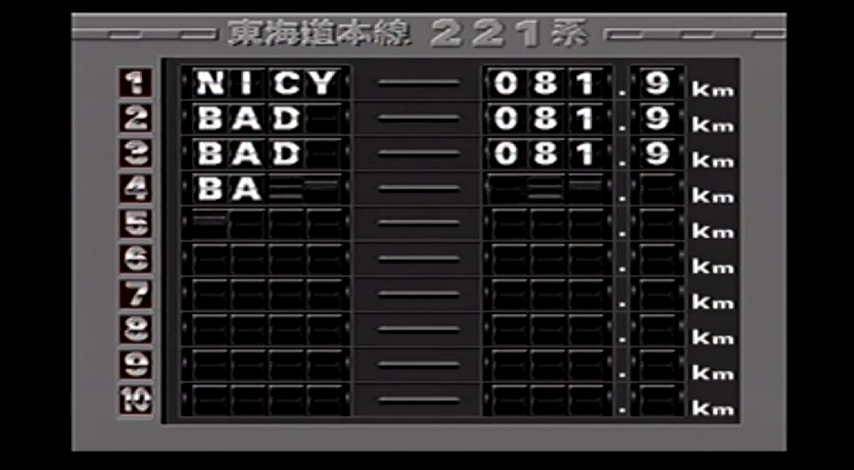 東海道本線 221系
1 NICY 081.9 km
2 BAD 081.9 km
3 BAD 081.9 km
4 BA . km
5 . km
6 . km
7 . km
8 . km
9 . km
10 . km